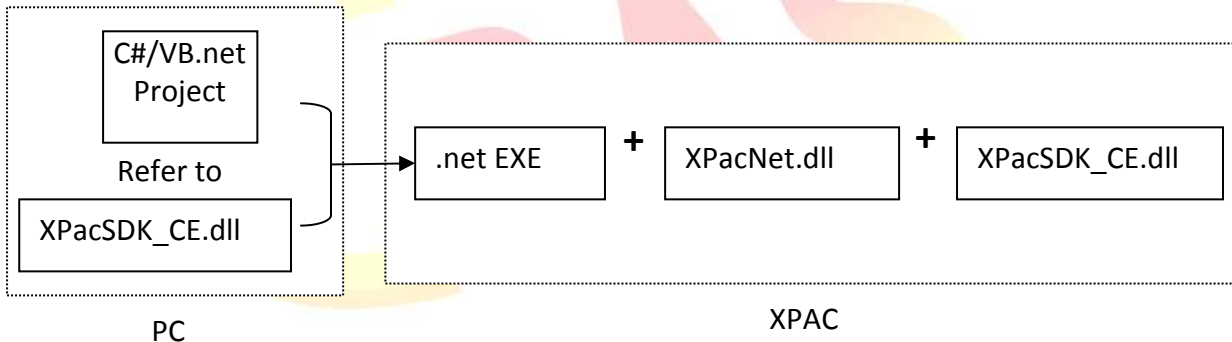 C#/VB.net
Project
Refer to
XPacSDK_CE.dll
PC
.net EXE
+
XPacNet.dll
+
XPacSDK_CE.dll
XPAC